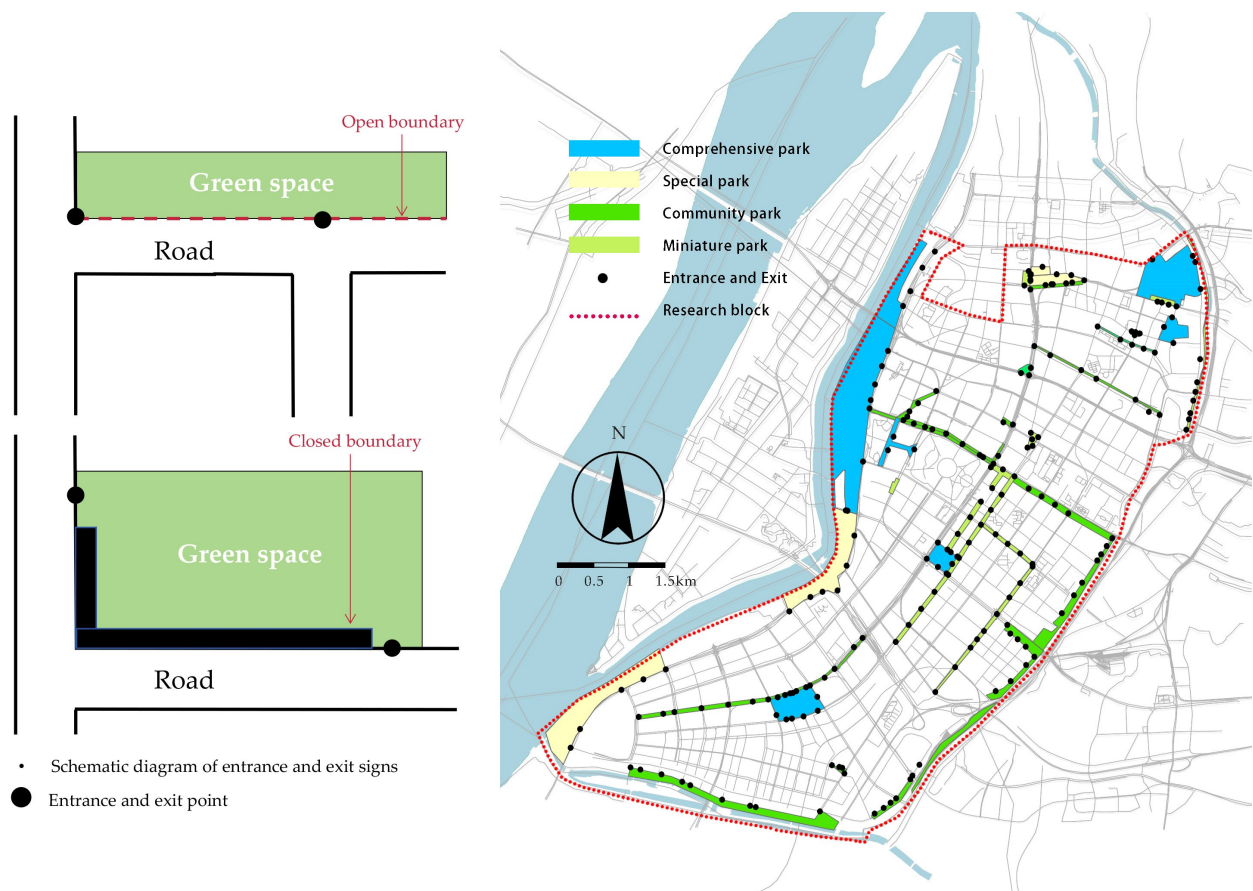 Open boundary
Green space
Road
Closed boundary
Green space
Road
Schematic diagram of entrance and exit signs
Entrance and exit point
Comprehensive park
Special park
Community park
Miniature park
Entrance and Exit
Research block
N
0 0.5 1 1.5km